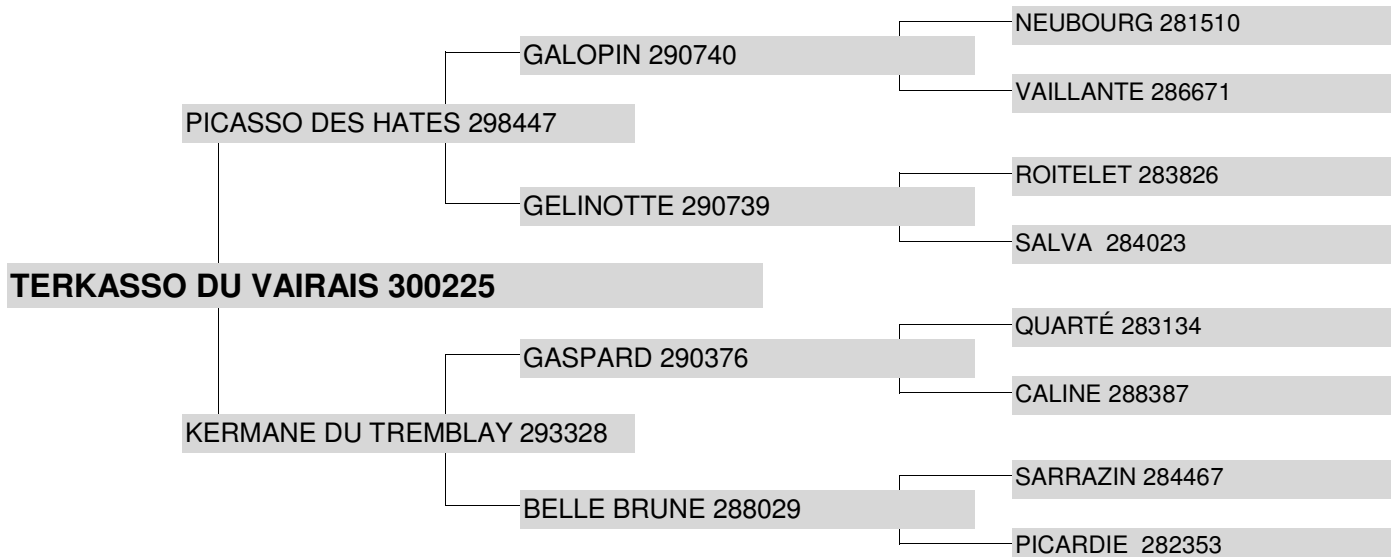 NEUBOURG 281510
GALOPIN 290740
VAILLANTE 286671
PICASSO DES HATES 298447
ROITELET 283826
GELINOTTE 290739
SALVA 284023
TERKASSO DU VAIRAIS 300225
QUARTÉ 283134
GASPARD 290376
CALINE 288387
KERMANE DU TREMBLAY 293328
SARRAZIN 284467
BELLE BRUNE 288029
PICARDIE 282353